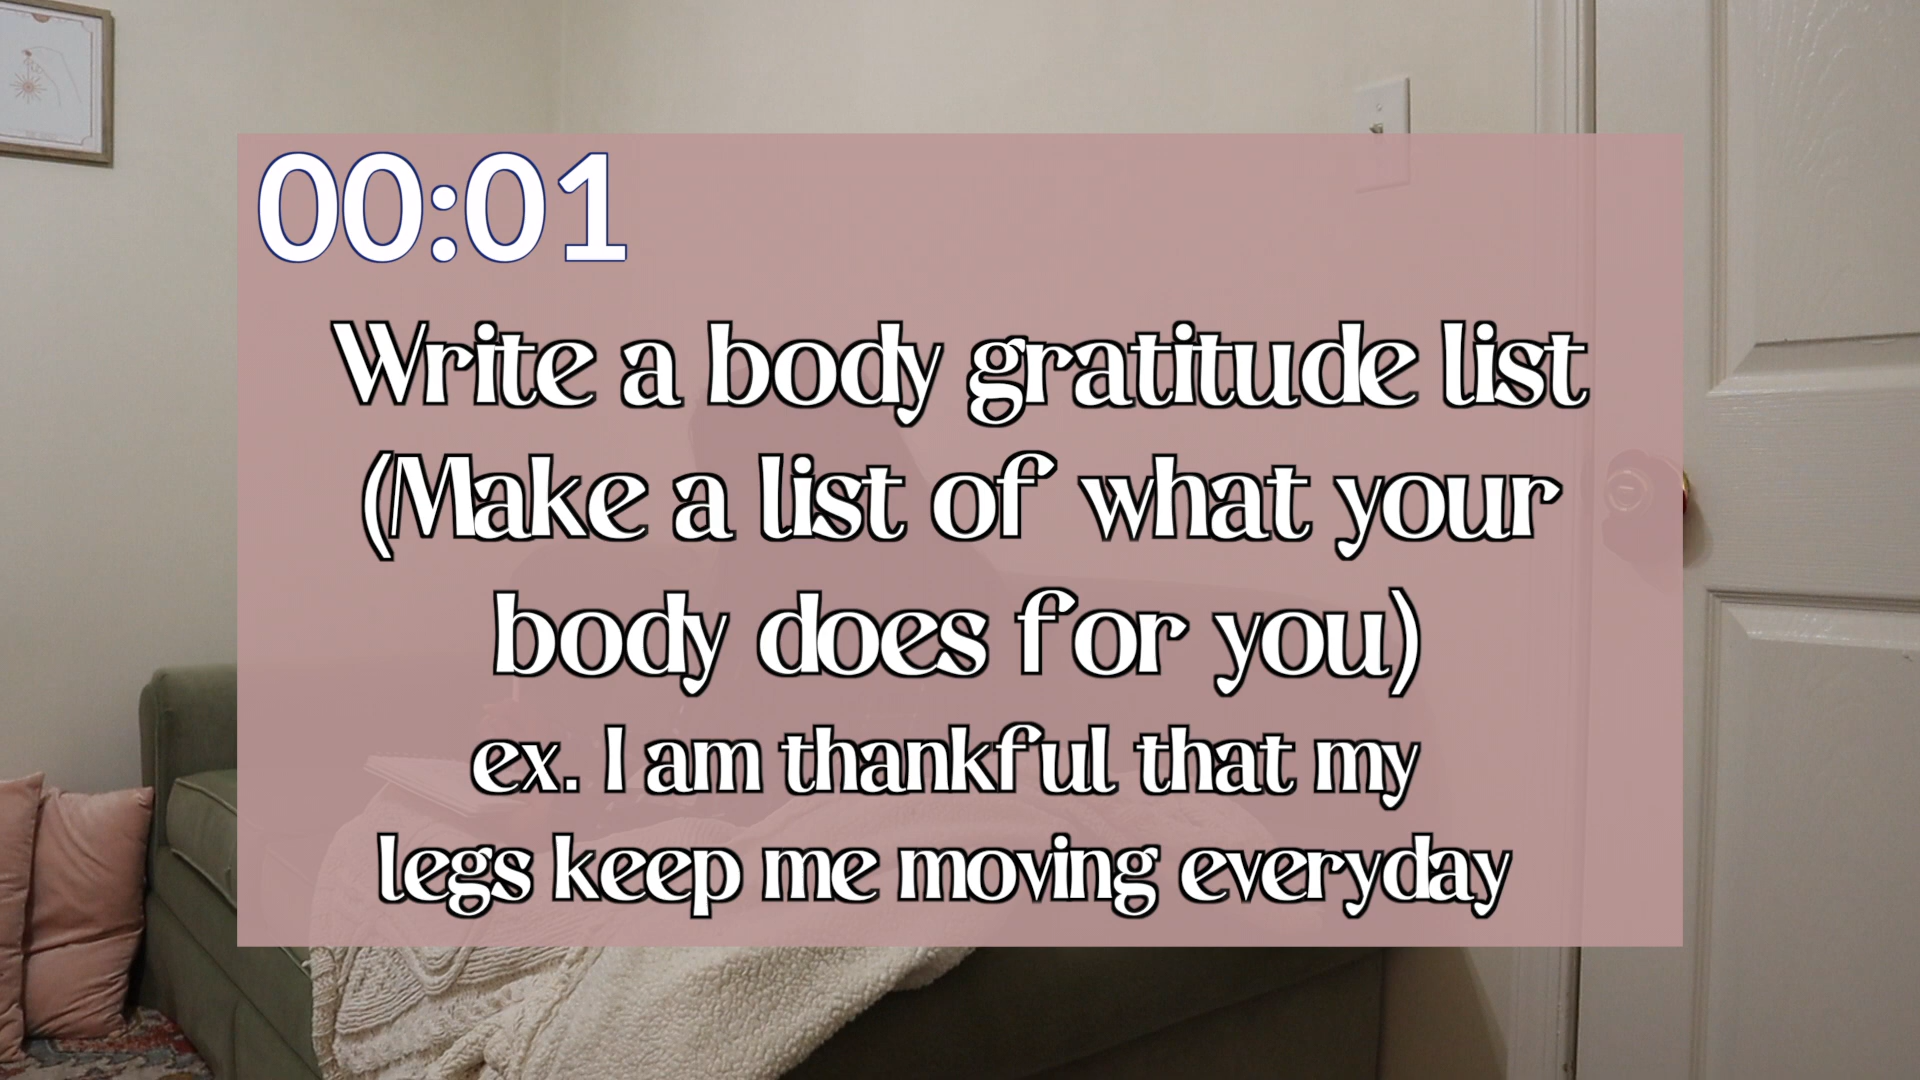 00:01
Write a body gratitude list
(Make a list of what your
body does for you)
ex. I am thankful that my
legs keep me moving everyday